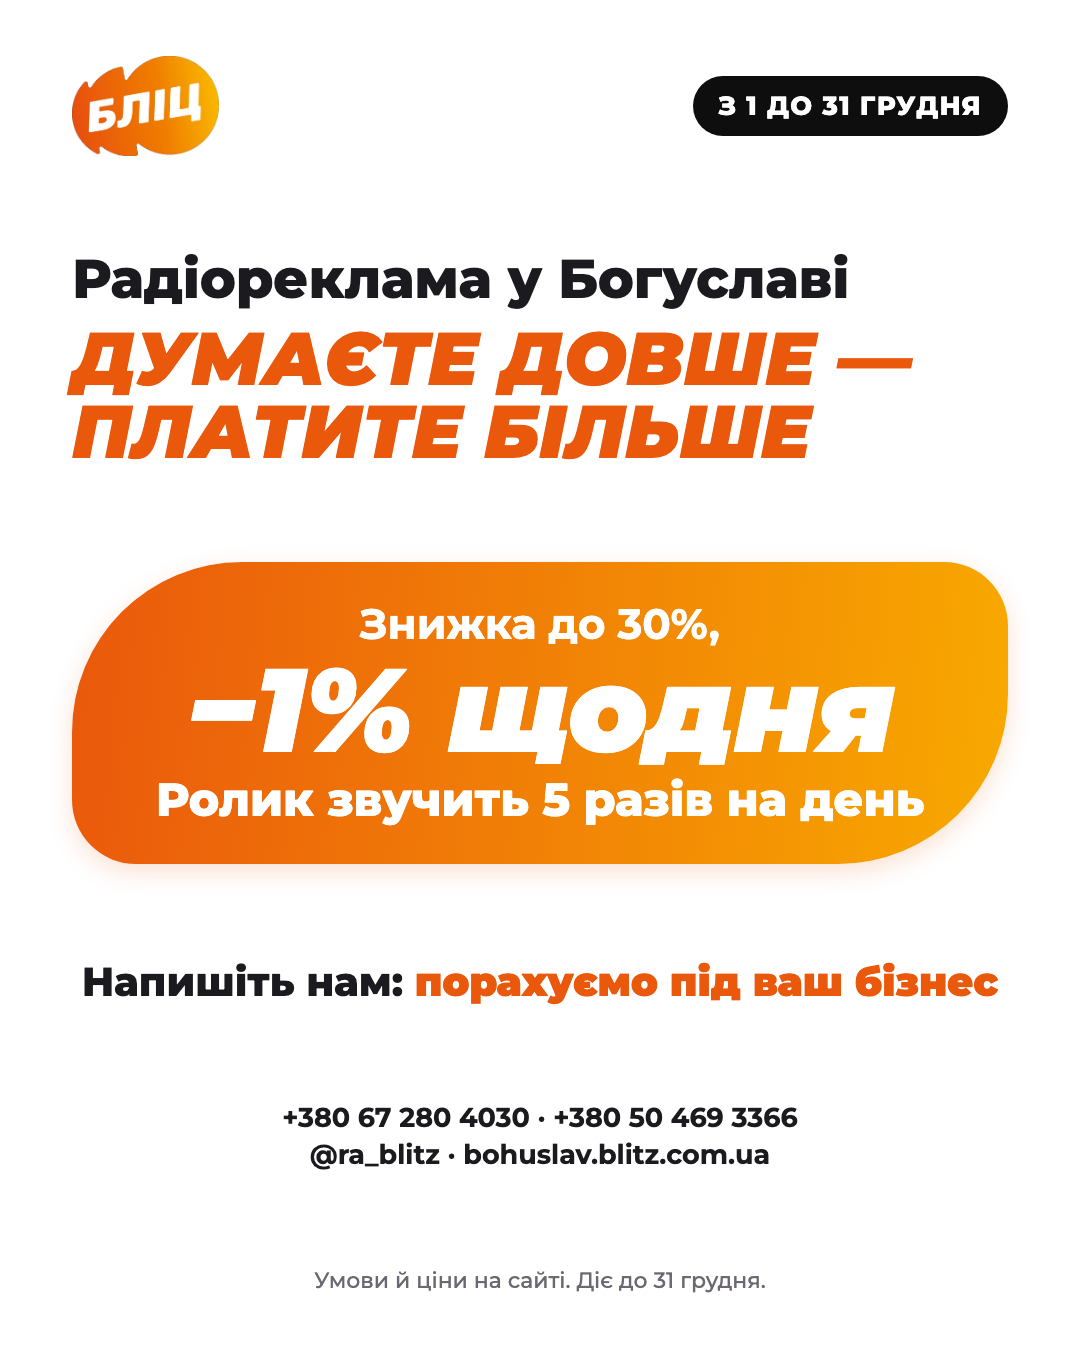 БЛІЦ
З 1 ДО 31 ГРУДНЯ
Радіореклама у Богуславі
ДУМАЄТЕ ДОВШЕ —
ПЛАТИТЕ БІЛЬШЕ
Знижка до 30%,
−1% щодня
Ролик звучить 5 разів на день
Напишіть нам: порахуємо під ваш бізнес
+380 67 280 4030 · +380 50 469 3366
@ra_blitz · bohuslav.blitz.com.ua
Умови й ціни на сайті. Діє до 31 грудня.